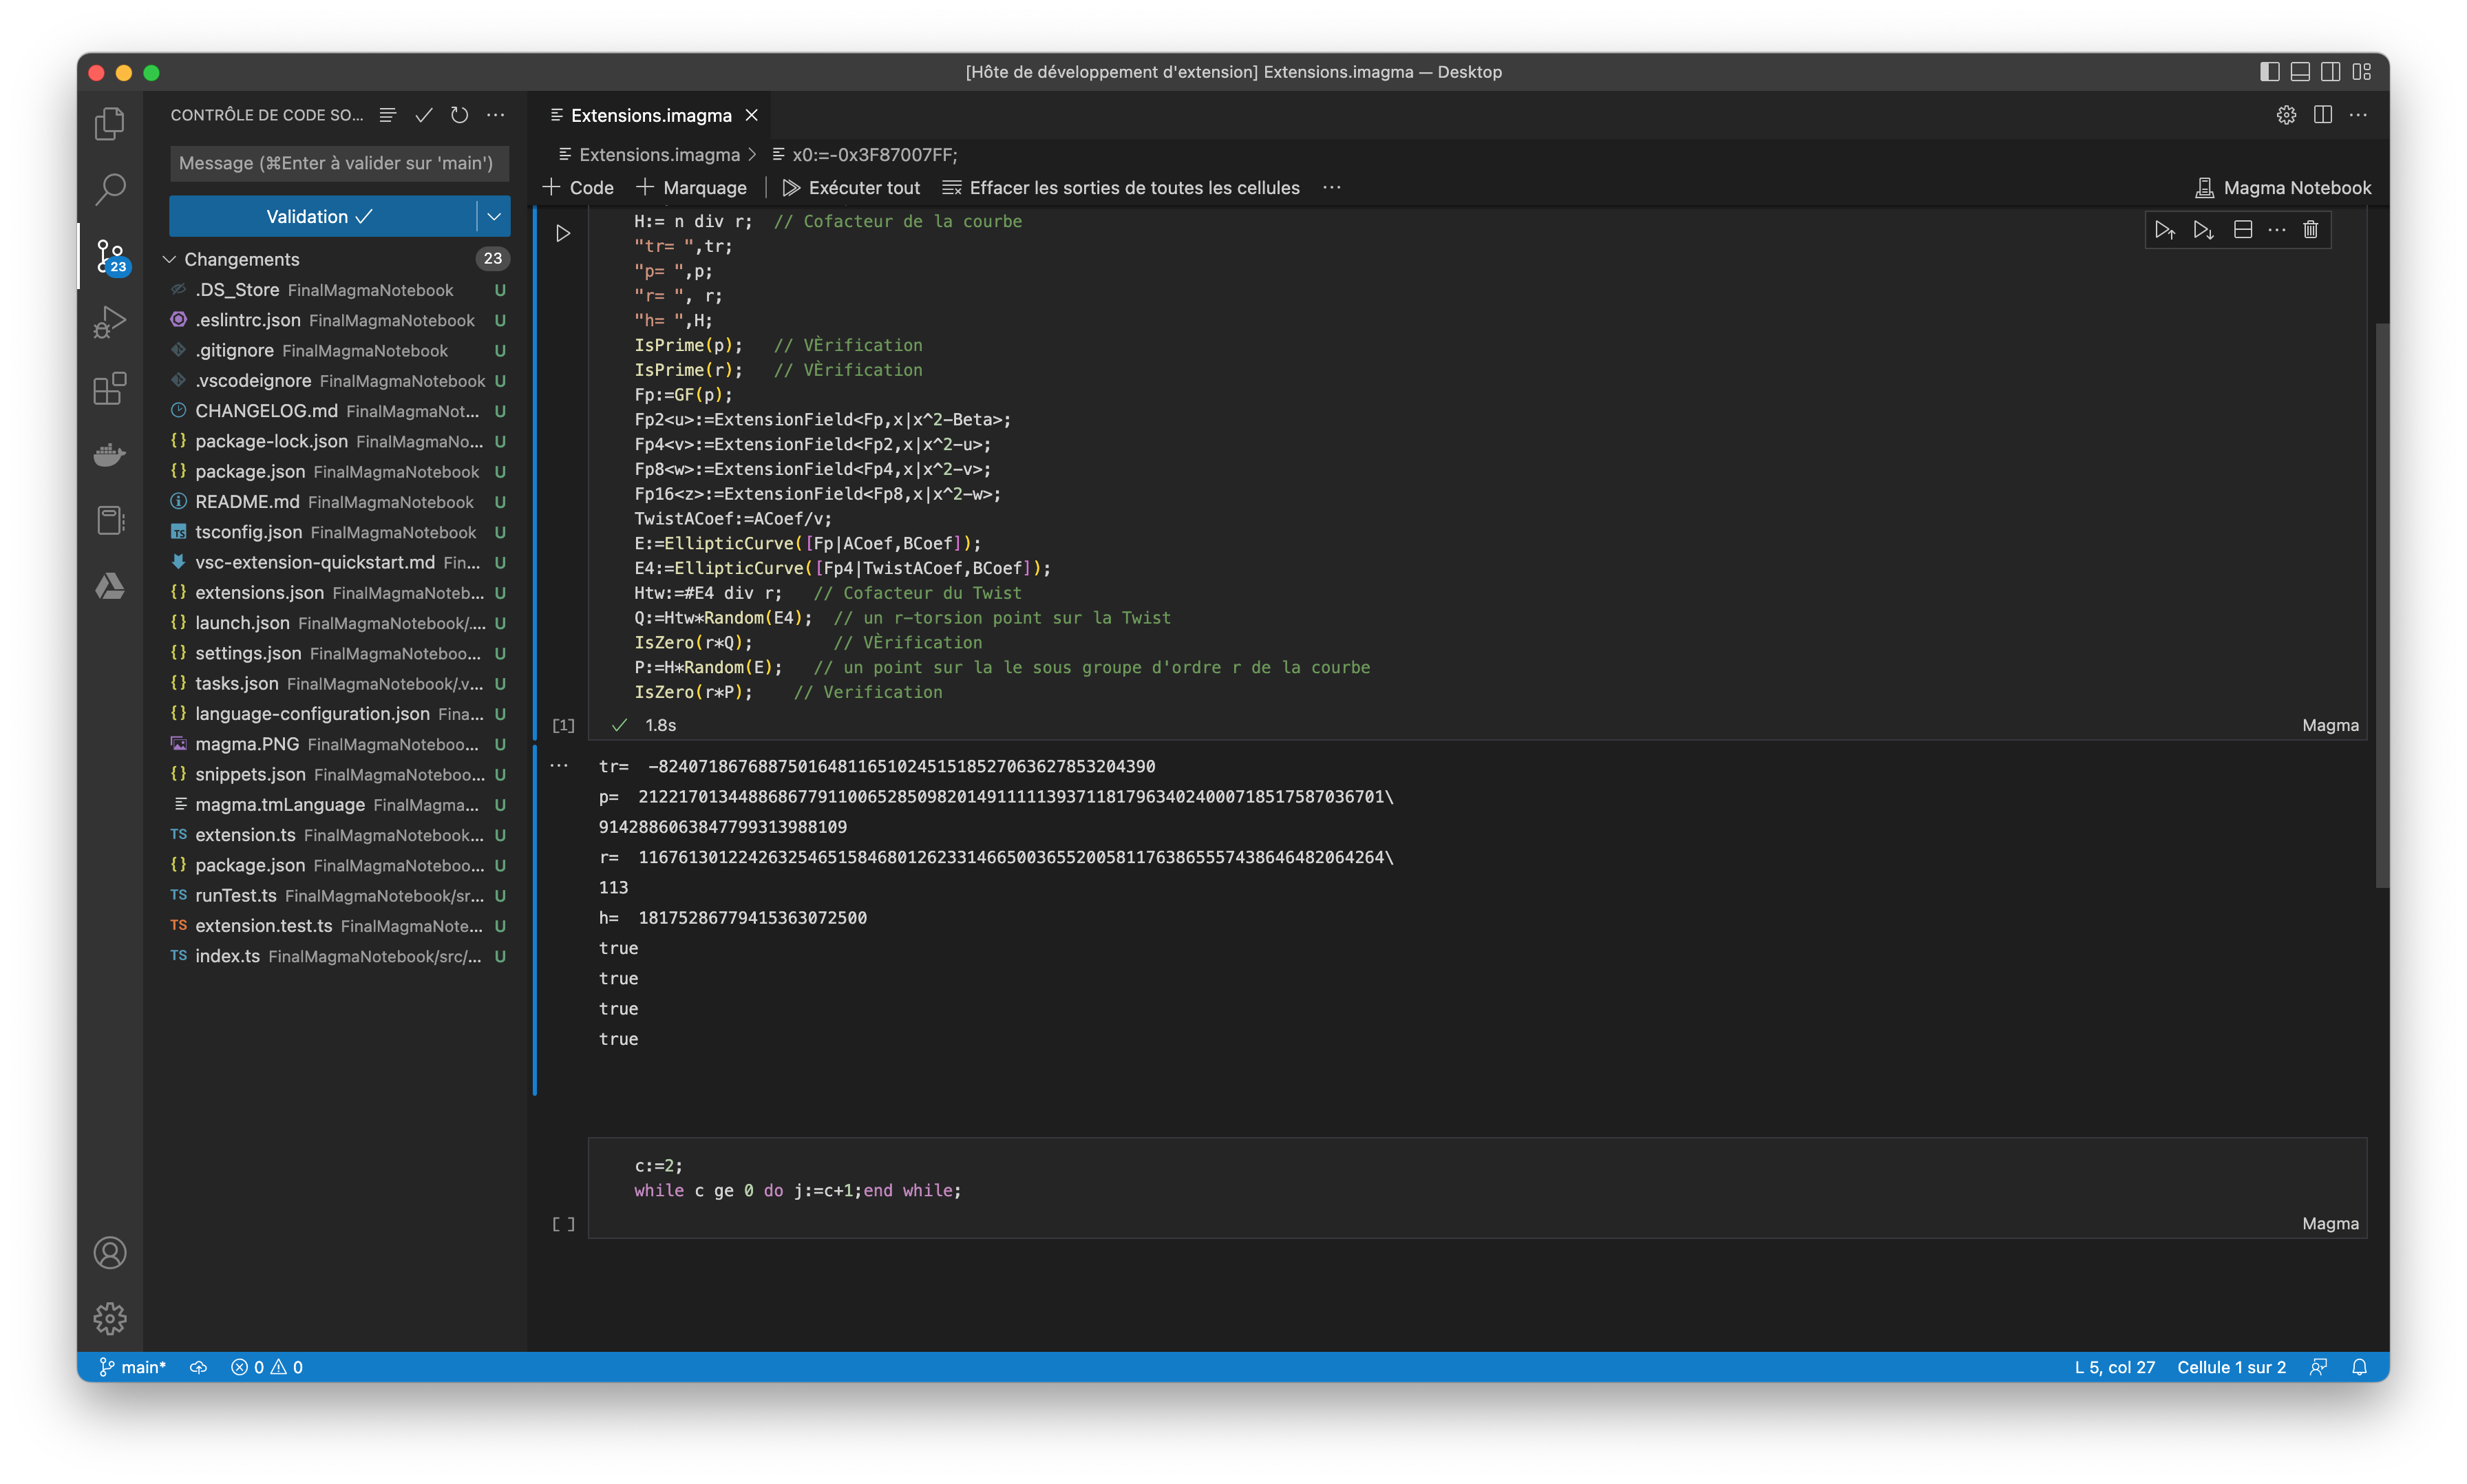 [Hôte de développement d'extension] Extensions.imagma — Desktop
CONTRÔLE DE CODE SO...
Message (⌘Enter à valider sur 'main')
Validation
Changements 23
.DS_Store FinalMagmaNotebook U
.eslintrc.json FinalMagmaNotebook U
.gitignore FinalMagmaNotebook U
.vscodeignore FinalMagmaNotebook U
CHANGELOG.md FinalMagmaNot... U
package-lock.json FinalMagmaNo... U
package.json FinalMagmaNotebook U
README.md FinalMagmaNotebook U
tsconfig.json FinalMagmaNotebook U
vsc-extension-quickstart.md Fin... U
extensions.json FinalMagmaNoteb... U
launch.json FinalMagmaNotebook/.... U
settings.json FinalMagmaNoteboo... U
tasks.json FinalMagmaNotebook/.v... U
language-configuration.json Fina... U
magma.PNG FinalMagmaNoteboo... U
snippets.json FinalMagmaNoteboo... U
magma.tmLanguage FinalMagma... U
TS extension.ts FinalMagmaNotebook... U
package.json FinalMagmaNoteboo... U
TS runTest.ts FinalMagmaNotebook/sr... U
TS extension.test.ts FinalMagmaNote... U
TS index.ts FinalMagmaNotebook/src/... U
23
Extensions.imagma
Extensions.imagma > x0:=-0x3F87007FF;
+ Code + Marquage Exécuter tout Effacer les sorties de toutes les cellules ... Magma Notebook
H:= n div r; // Cofacteur de la courbe
"tr= ",tr;
"p= ",p;
"r= ", r;
"h= ",H;
IsPrime(p); // VÈrification
IsPrime(r); // VÈrification
Fp:=GF(p);
Fp2<u>:=ExtensionField<Fp,x|x^2-Beta>;
Fp4<v>:=ExtensionField<Fp2,x|x^2-u>;
Fp8<w>:=ExtensionField<Fp4,x|x^2-v>;
Fp16<z>:=ExtensionField<Fp8,x|x^2-w>;
TwistACoef:=ACoef/v;
E:=EllipticCurve([Fp|ACoef,BCoef]);
E4:=EllipticCurve([Fp4|TwistACoef,BCoef]);
Htw:=#E4 div r; // Cofacteur du Twist
Q:=Htw*Random(E4); // un r-torsion point sur la Twist
IsZero(r*Q); // VÈrification
P:=H*Random(E); // un point sur la le sous groupe d'ordre r de la courbe
IsZero(r*P); // Verification
[1] 1.8s Magma
tr= -82407186768875016481165102451518527063627853204390
p= 212217013448868677911006528509820149111113937118179634024000718517587036701\
9142886063847799313988109
r= 116761301224263254651584680126233146650036552005811763865557438646482064264\
113
h= 18175286779415363072500
true
true
true
true
c:=2;
while c ge 0 do j:=c+1;end while;
[ ] Magma
main* 0 0 L 5, col 27 Cellule 1 sur 2